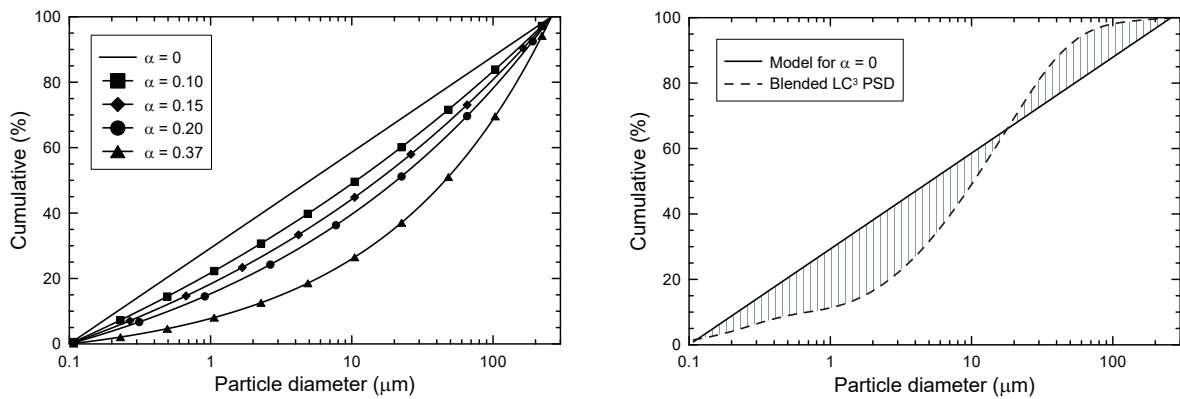 100
80
60
40
20
0
Cumulative (%)
α = 0
α = 0.10
α = 0.15
α = 0.20
α = 0.37
0.1 1 10 100
Particle diameter (μm)
100
80
60
40
20
0
Cumulative (%)
Model for α = 0
Blended LC³ PSD
0.1 1 10 100
Particle diameter (μm)